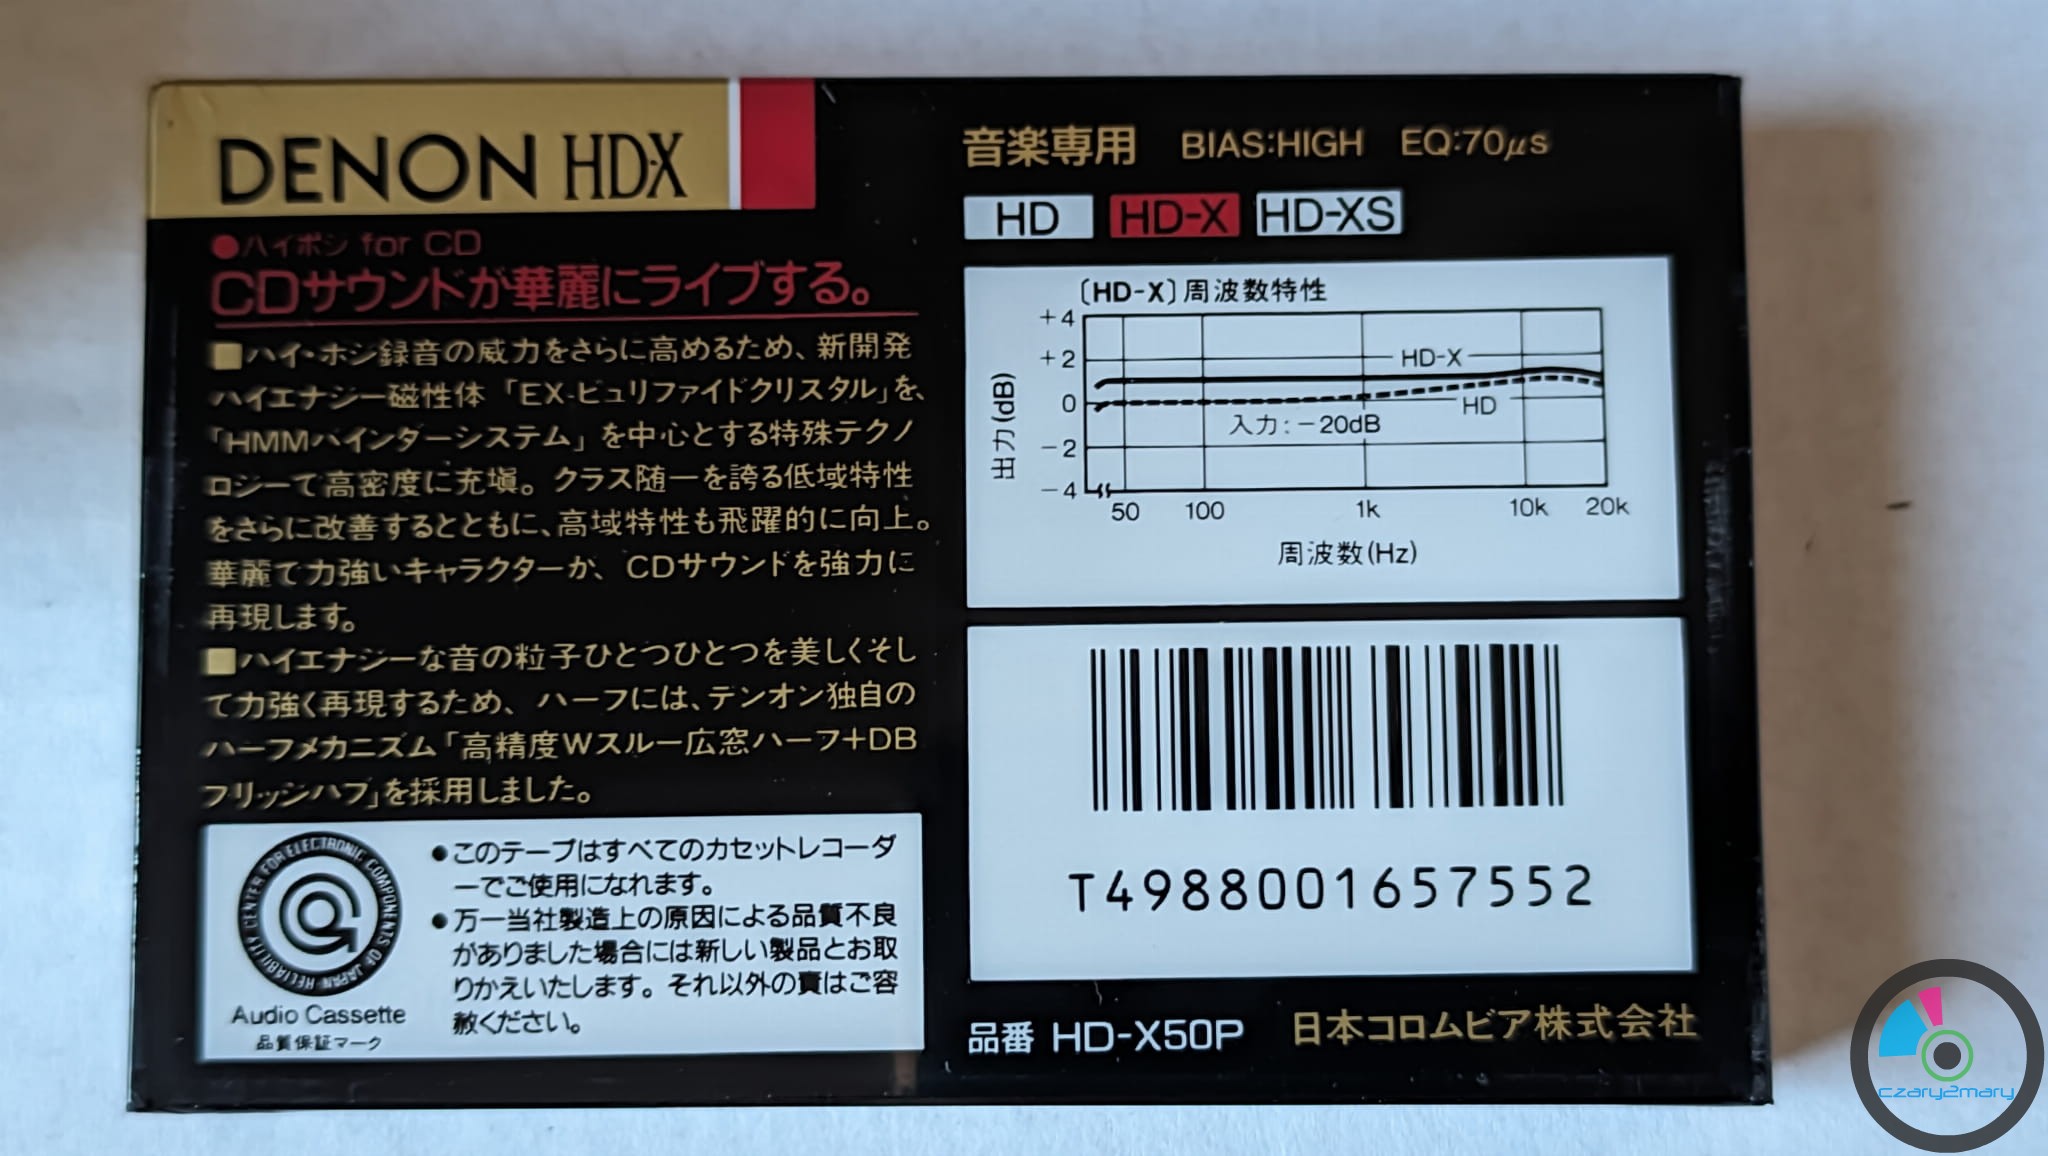 DENON HD-X
●ハイポジ for CD
CDサウンドが華麗にライブする。
■ハイ・ポジ録音の威力をさらに高めるため、新開発
ハイエナジー磁性体「EX-ピュリファイドクリスタル」を、
「HMMバインダーシステム」を中心とする特殊テクノ
ロジーで高密度に充塡。クラス随一を誇る低域特性
をさらに改善するとともに、高域特性も飛躍的に向上。
華麗で力強いキャラクターが、CDサウンドを強力に
再現します。
■ハイエナジーな音の粒子ひとつひとつを美しくそし
て力強く再現するため、ハーフには、デンオン独自の
ハーフメカニズム「高精度Wスルー広窓ハーフ+DB
フリッジハブ」を採用しました。
CENTER FOR ELECTRONIC COMPONENTS OF JAPAN RELIABILITY
Audio Cassette
品質保証マーク
●このテープはすべてのカセットレコーダ
ーでご使用になれます。
●万一当社製造上の原因による品質不良
がありました場合には新しい製品とお取
りかえいたします。それ以外の責はご容
赦ください。
音楽専用 BIAS:HIGH EQ:70μs
HD HD-X HD-XS
〔HD-X〕周波数特性
+4
+2
0
-2
-4
出力(dB)
HD-X
HD
入力:-20dB
50 100 1k 10k 20k
周波数(Hz)
T4988001657552
品番 HD-X50P 日本コロムビア株式会社
czary2mary